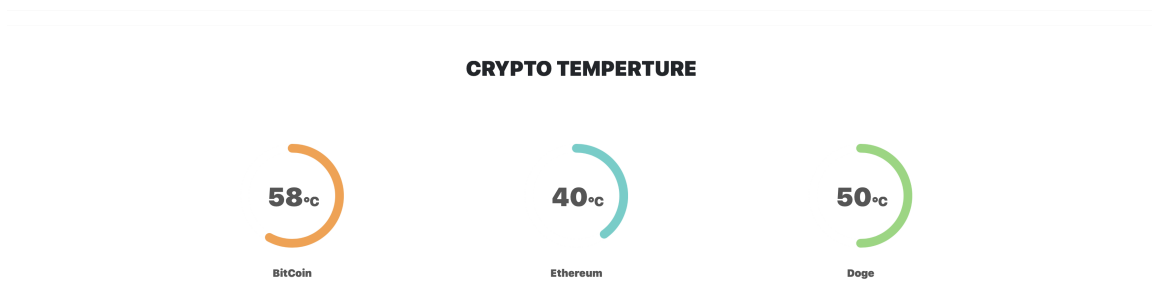 CRYPTO TEMPERTURE
58°C
40°C
50°C
BitCoin
Ethereum
Doge